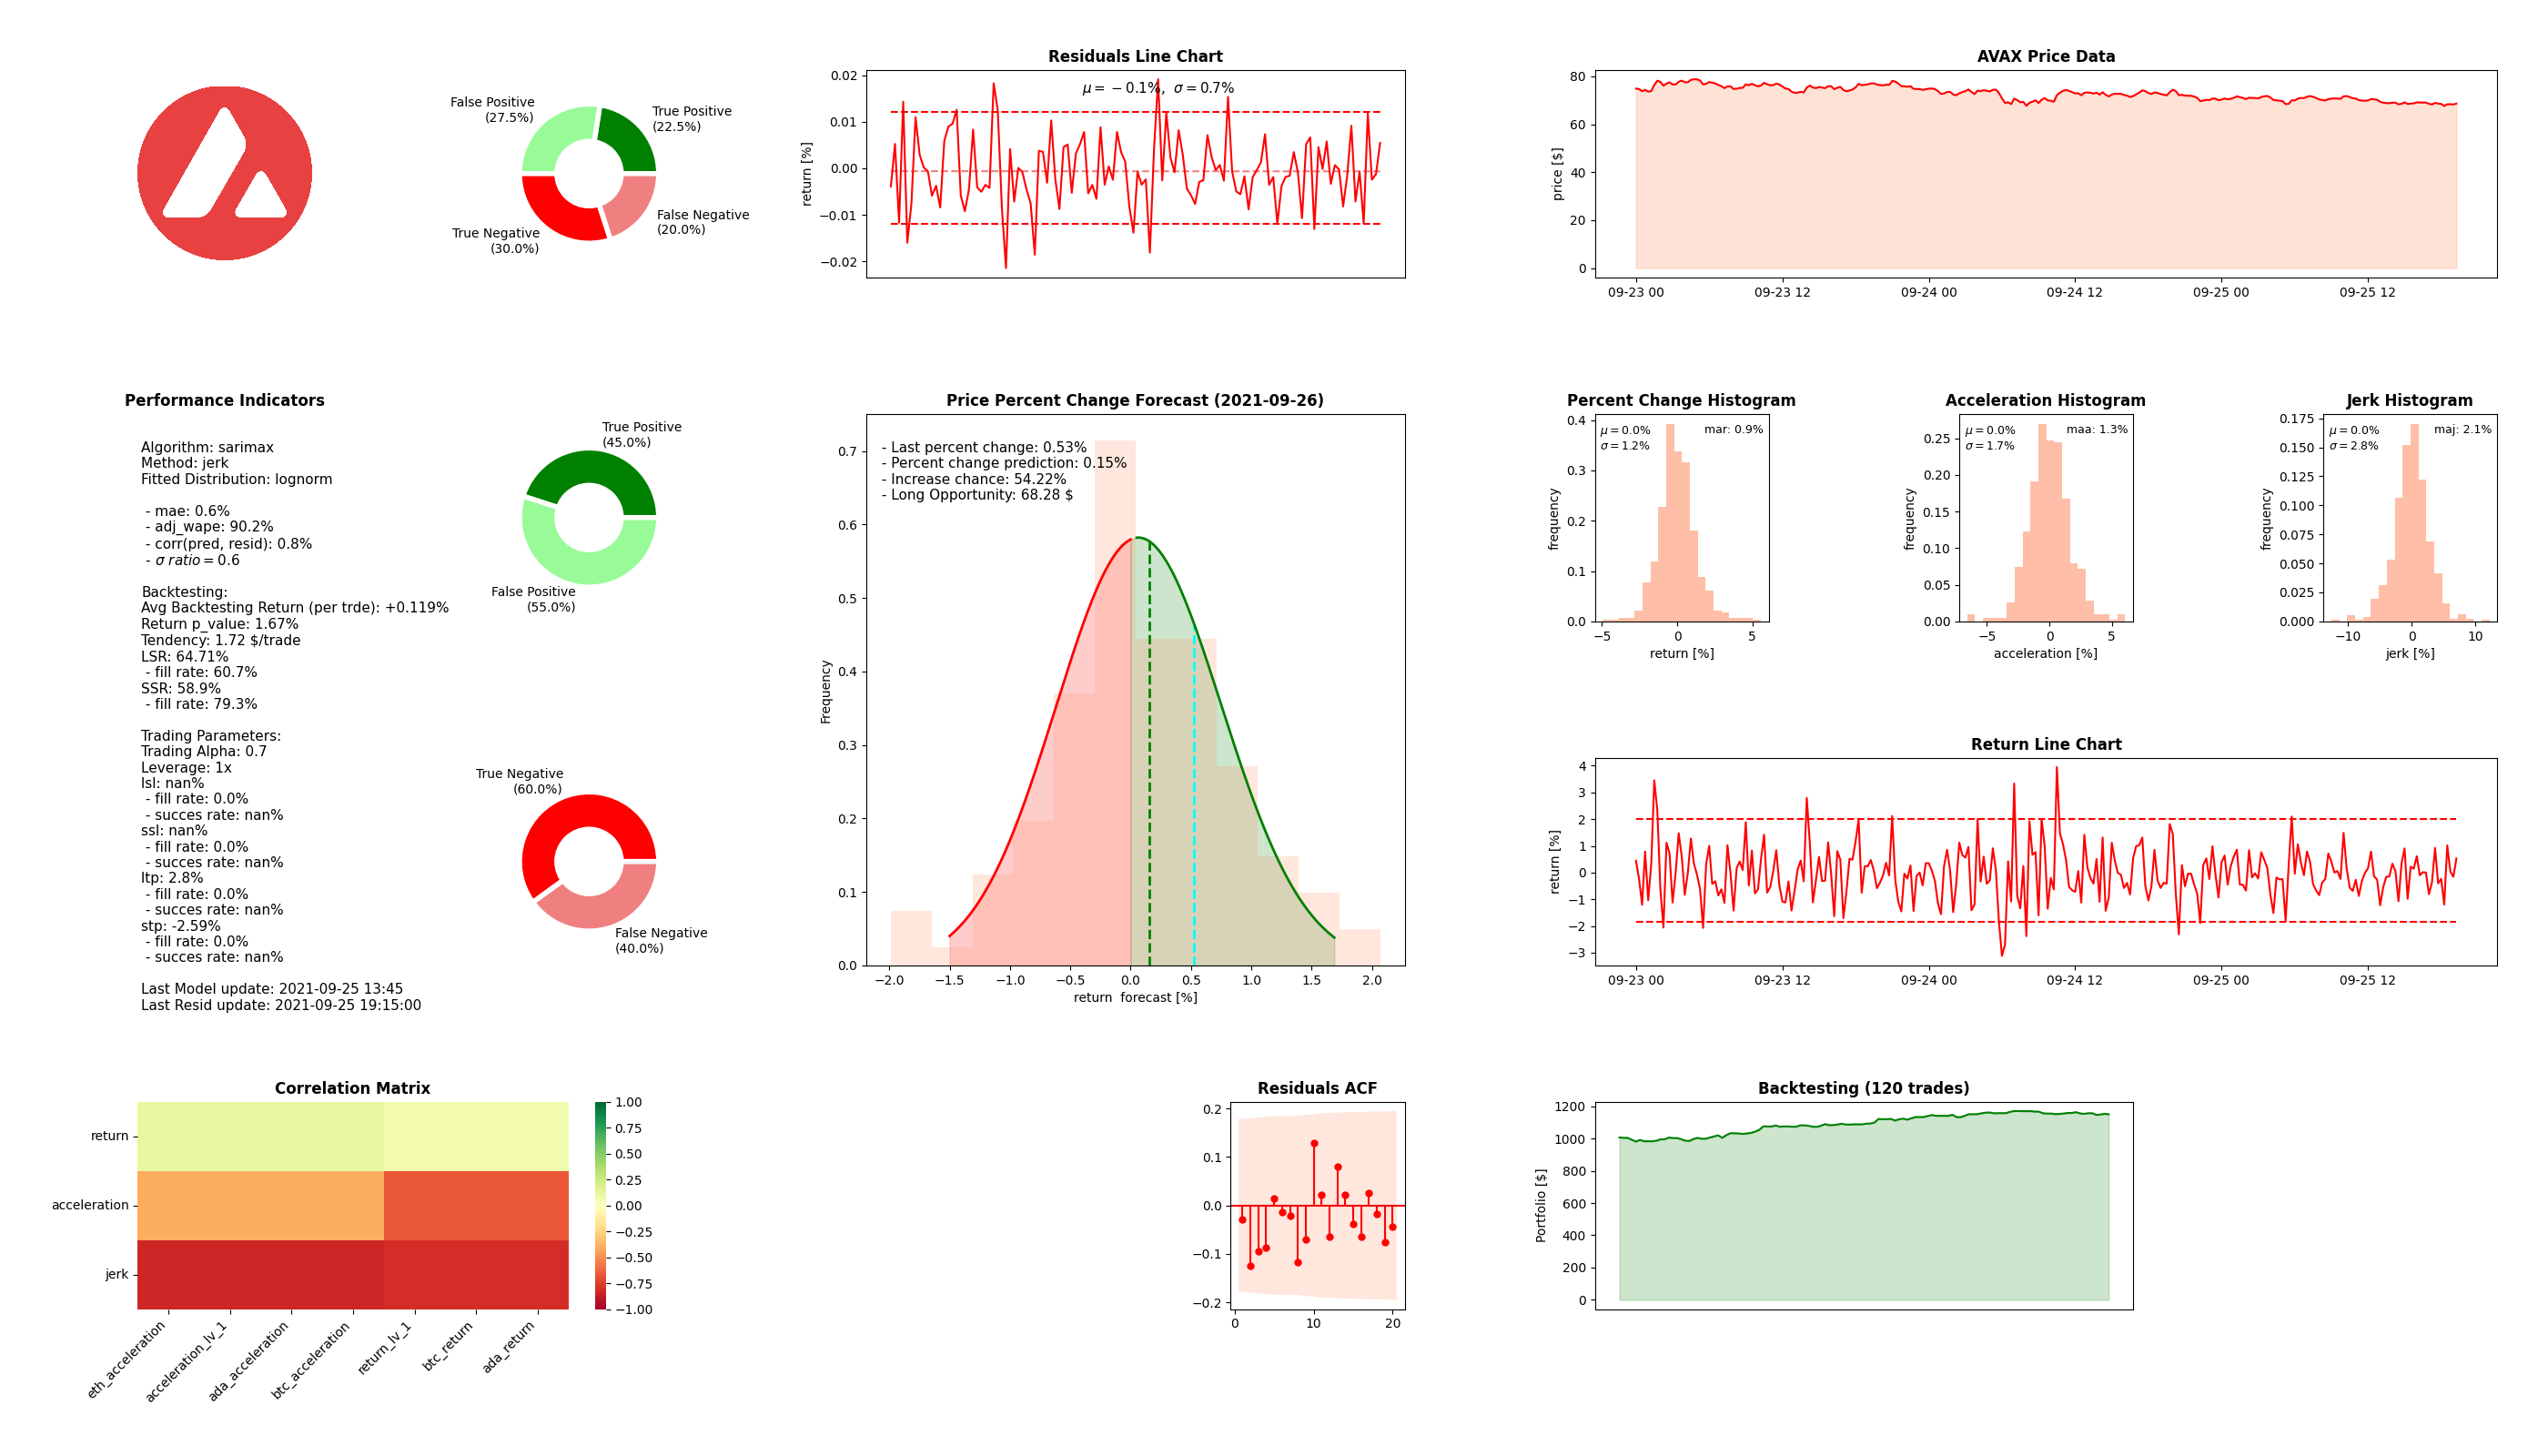 False Positive
(27.5%)
True Positive
(22.5%)
True Negative
(30.0%)
False Negative
(20.0%)
Residuals Line Chart
μ = −0.1%, σ = 0.7%
return [%]
0.02
0.01
0.00
−0.01
−0.02
AVAX Price Data
price [$]
80
60
40
20
0
09-23 00
09-23 12
09-24 00
09-24 12
09-25 00
09-25 12
Performance Indicators
Algorithm: sarimax
Method: jerk
Fitted Distribution: lognorm
- mae: 0.6%
- adj_wape: 90.2%
- corr(pred, resid): 0.8%
- σ ratio = 0.6
Backtesting:
Avg Backtesting Return (per trde): +0.119%
Return p_value: 1.67%
Tendency: 1.72 $/trade
LSR: 64.71%
- fill rate: 60.7%
SSR: 58.9%
- fill rate: 79.3%
Trading Parameters:
Trading Alpha: 0.7
Leverage: 1x
lsl: nan%
- fill rate: 0.0%
- succes rate: nan%
ssl: nan%
- fill rate: 0.0%
- succes rate: nan%
ltp: 2.8%
- fill rate: 0.0%
- succes rate: nan%
stp: -2.59%
- fill rate: 0.0%
- succes rate: nan%
Last Model update: 2021-09-25 13:45
Last Resid update: 2021-09-25 19:15:00
True Positive
(45.0%)
False Positive
(55.0%)
True Negative
(60.0%)
False Negative
(40.0%)
Price Percent Change Forecast (2021-09-26)
- Last percent change: 0.53%
- Percent change prediction: 0.15%
- Increase chance: 54.22%
- Long Opportunity: 68.28 $
Frequency
0.7
0.6
0.5
0.4
0.3
0.2
0.1
0.0
−2.0
−1.5
−1.0
−0.5
0.0
0.5
1.0
1.5
2.0
return  forecast [%]
Percent Change Histogram
μ = 0.0%
σ = 1.2%
mar: 0.9%
frequency
0.4
0.3
0.2
0.1
0.0
−5
0
5
return [%]
Acceleration Histogram
μ = 0.0%
σ = 1.7%
maa: 1.3%
frequency
0.25
0.20
0.15
0.10
0.05
0.00
−5
0
5
acceleration [%]
Jerk Histogram
μ = 0.0%
σ = 2.8%
maj: 2.1%
frequency
0.175
0.150
0.125
0.100
0.075
0.050
0.025
0.000
−10
0
10
jerk [%]
Return Line Chart
return [%]
4
3
2
1
0
−1
−2
−3
09-23 00
09-23 12
09-24 00
09-24 12
09-25 00
09-25 12
Correlation Matrix
return
acceleration
jerk
eth_acceleration
acceleration_lv_1
ada_acceleration
btc_acceleration
return_lv_1
btc_return
ada_return
1.00
0.75
0.50
0.25
0.00
−0.25
−0.50
−0.75
−1.00
Residuals ACF
0.2
0.1
0.0
−0.1
−0.2
0
10
20
Backtesting (120 trades)
Portfolio [$]
1200
1000
800
600
400
200
0